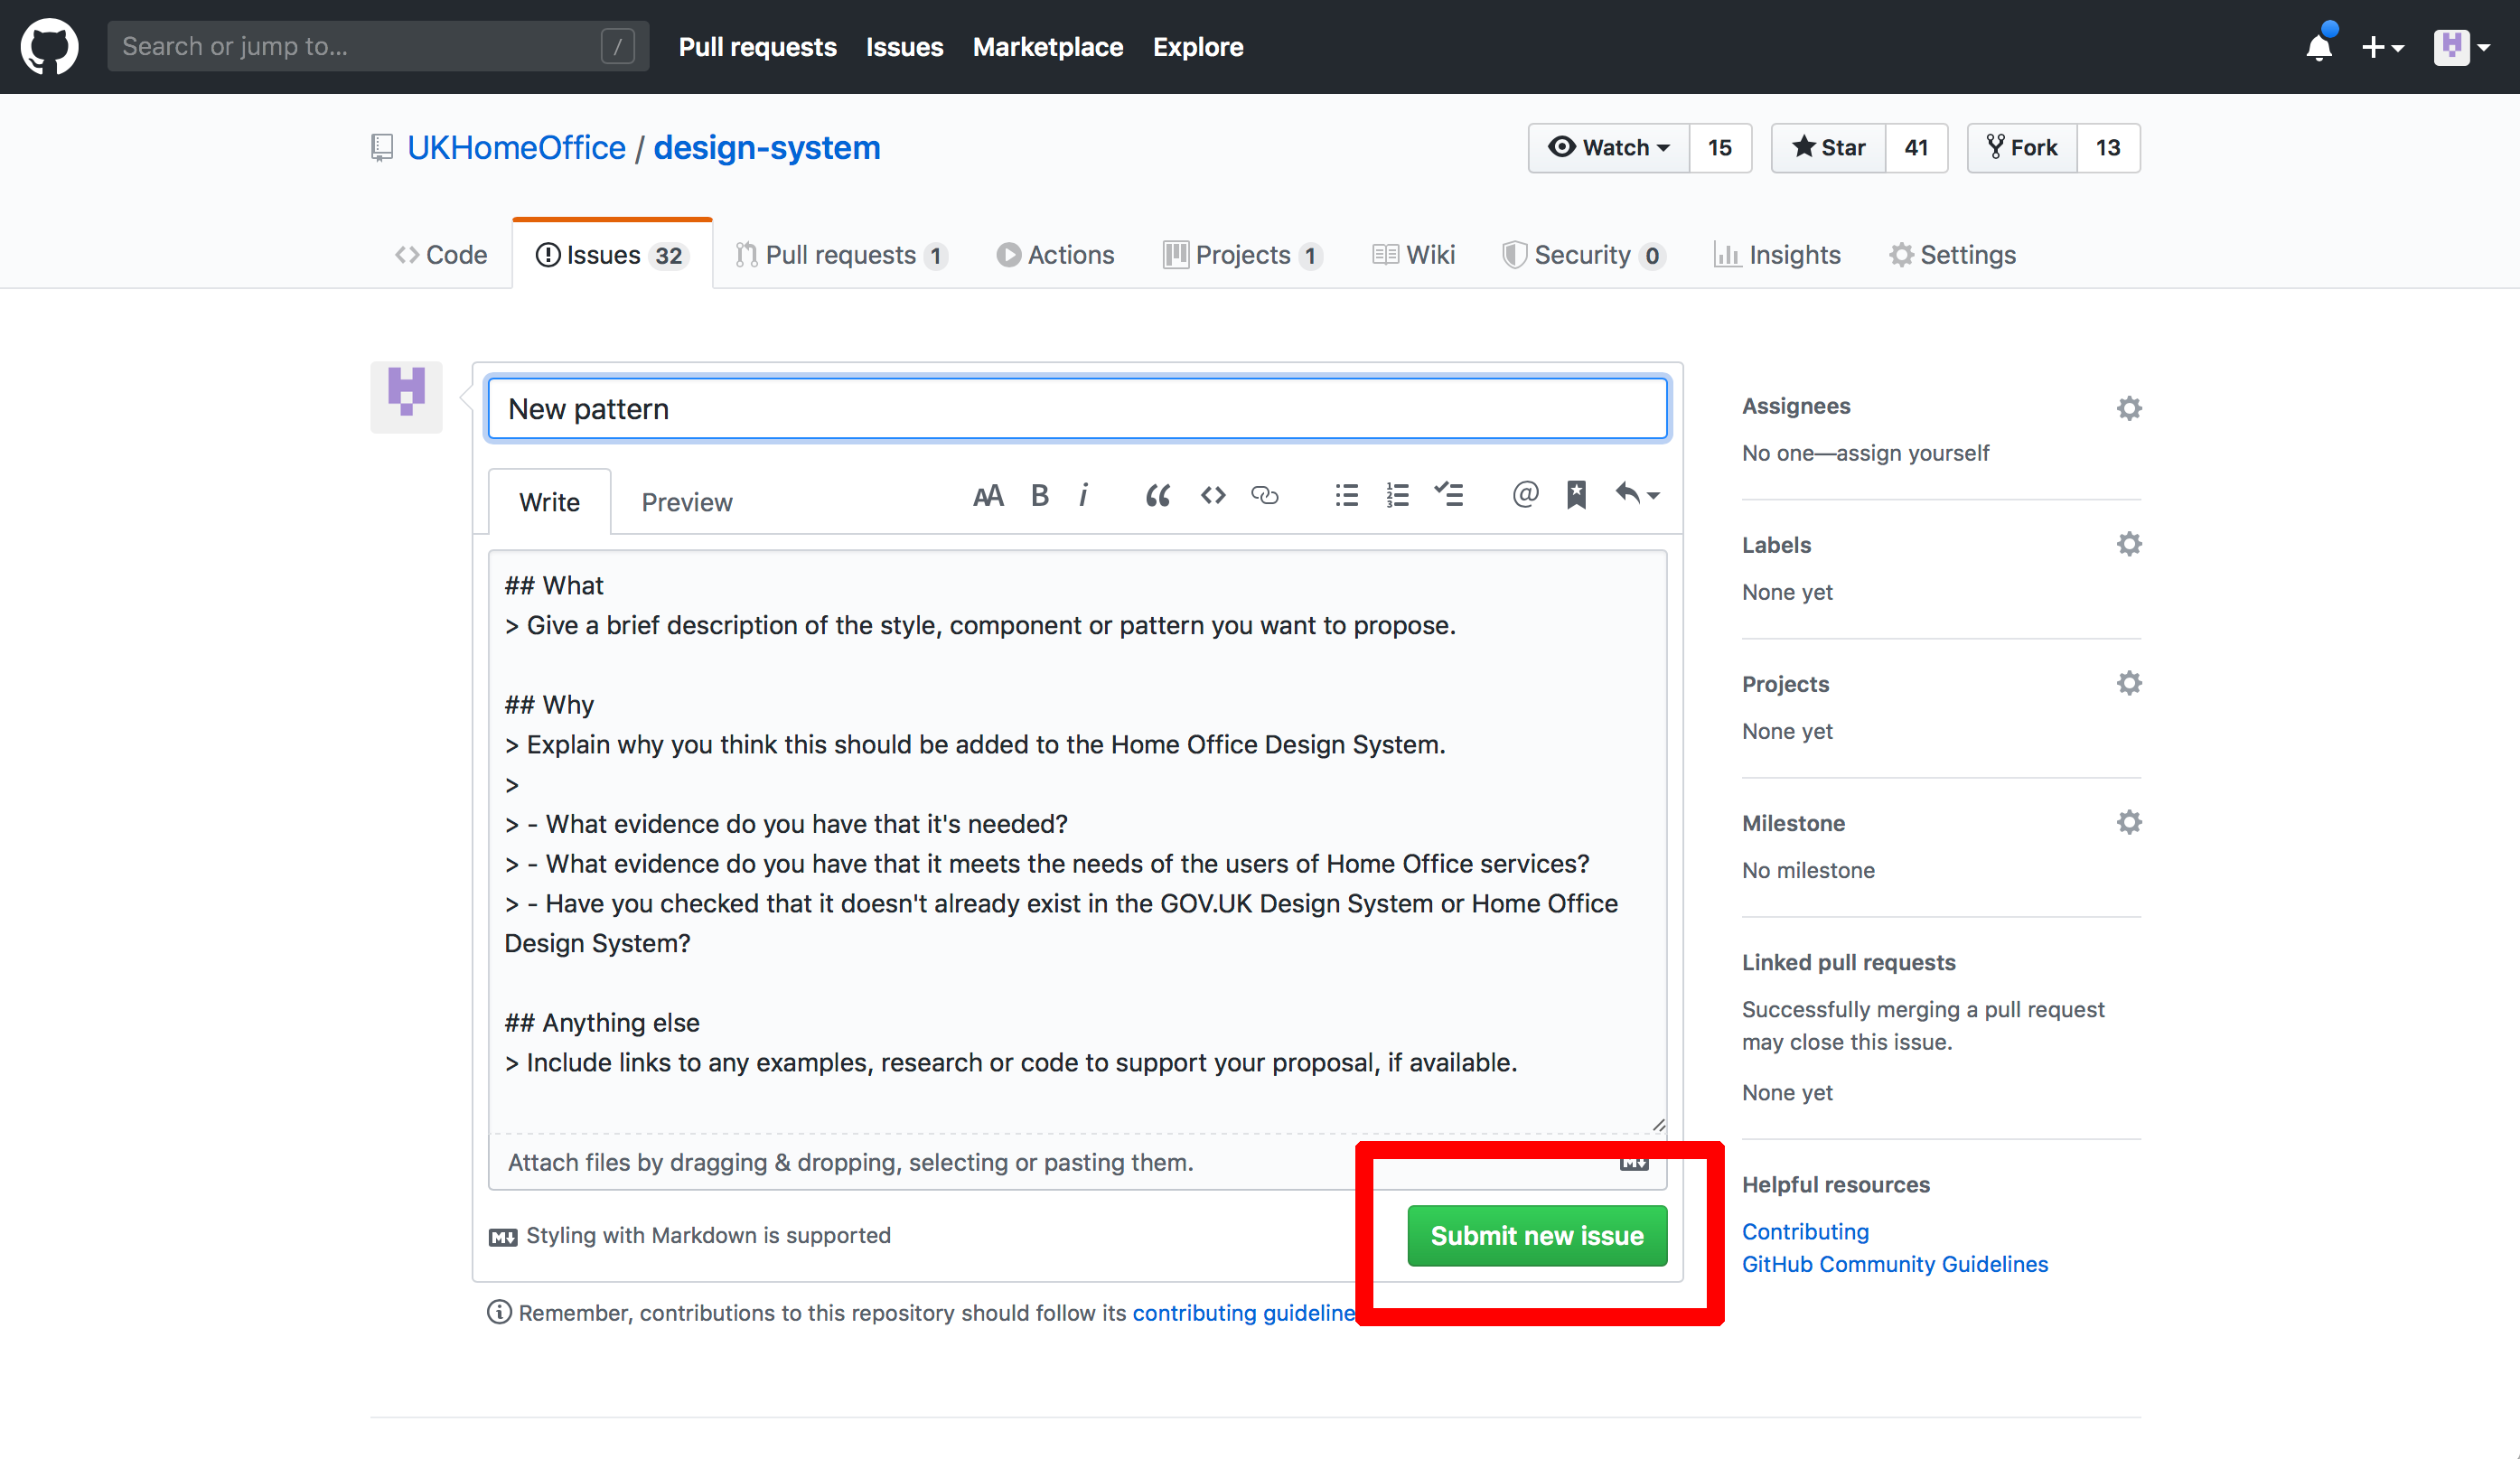 Search or jump to... /
Pull requests Issues Marketplace Explore
UKHomeOffice / design-system
Watch 15 Star 41 Fork 13
Code Issues 32 Pull requests 1 Actions Projects 1 Wiki Security 0 Insights Settings
New pattern
Write Preview
AA B i
## What
> Give a brief description of the style, component or pattern you want to propose.
## Why
> Explain why you think this should be added to the Home Office Design System.
>
> - What evidence do you have that it's needed?
> - What evidence do you have that it meets the needs of the users of Home Office services?
> - Have you checked that it doesn't already exist in the GOV.UK Design System or Home Office
Design System?
## Anything else
> Include links to any examples, research or code to support your proposal, if available.
Attach files by dragging & dropping, selecting or pasting them.
M↓ Styling with Markdown is supported
Submit new issue
Remember, contributions to this repository should follow its contributing guideline
Assignees
No one—assign yourself
Labels
None yet
Projects
None yet
Milestone
No milestone
Linked pull requests
Successfully merging a pull request
may close this issue.
None yet
Helpful resources
Contributing
GitHub Community Guidelines